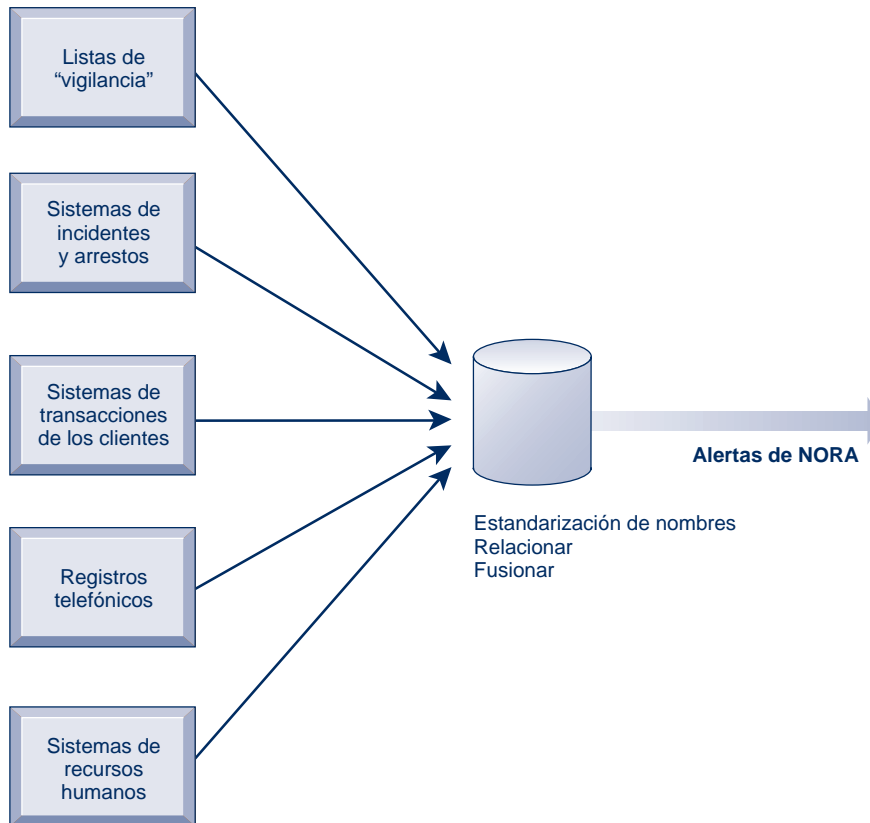 Listas de
“vigilancia”
Sistemas de
incidentes
y arrestos
Sistemas de
transacciones
de los clientes
Registros
telefónicos
Sistemas de
recursos
humanos
Estandarización de nombres
Relacionar
Fusionar
Alertas de NORA